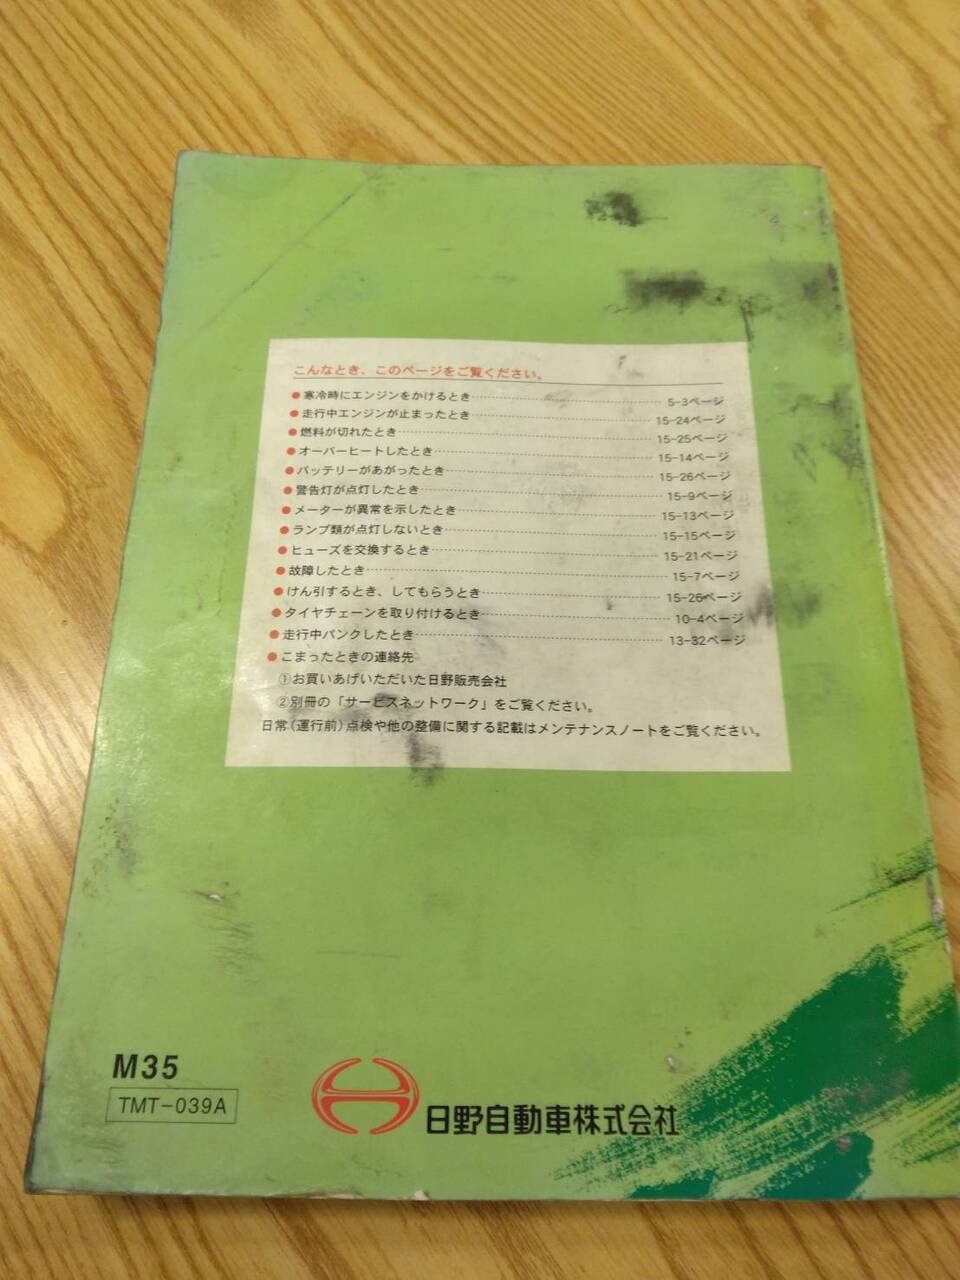 こんなとき、このページをご覧ください。
●寒冷時にエンジンをかけるとき 5-3ページ
●走行中エンジンが止まったとき 15-24ページ
●燃料が切れたとき 15-25ページ
●オーバーヒートしたとき 15-14ページ
●バッテリーがあがったとき 15-26ページ
●警告灯が点灯したとき 15-9ページ
●メーターが異常を示したとき 15-13ページ
●ランプ類が点灯しないとき 15-15ページ
●ヒューズを交換するとき 15-21ページ
●故障したとき 15-7ページ
●けん引するとき、してもらうとき 15-26ページ
●タイヤチェーンを取り付けるとき 10-4ページ
●走行中パンクしたとき 13-32ページ
●こまったときの連絡先
①お買いあげいただいた日野販売会社
②別冊の「サービスネットワーク」をご覧ください。
日常(運行前)点検や他の整備に関する記載はメンテナンスノートをご覧ください。
M35
TMT-039A
日野自動車株式会社